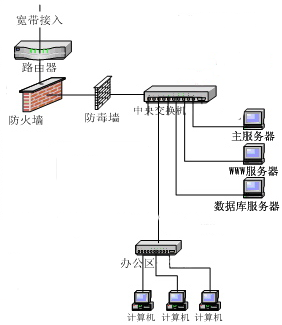 宽带接入
路由器
防火墙
防毒墙
中央交换机
主服务器
WWW服务器
数据库服务器
办公区
计算机 计算机 计算机